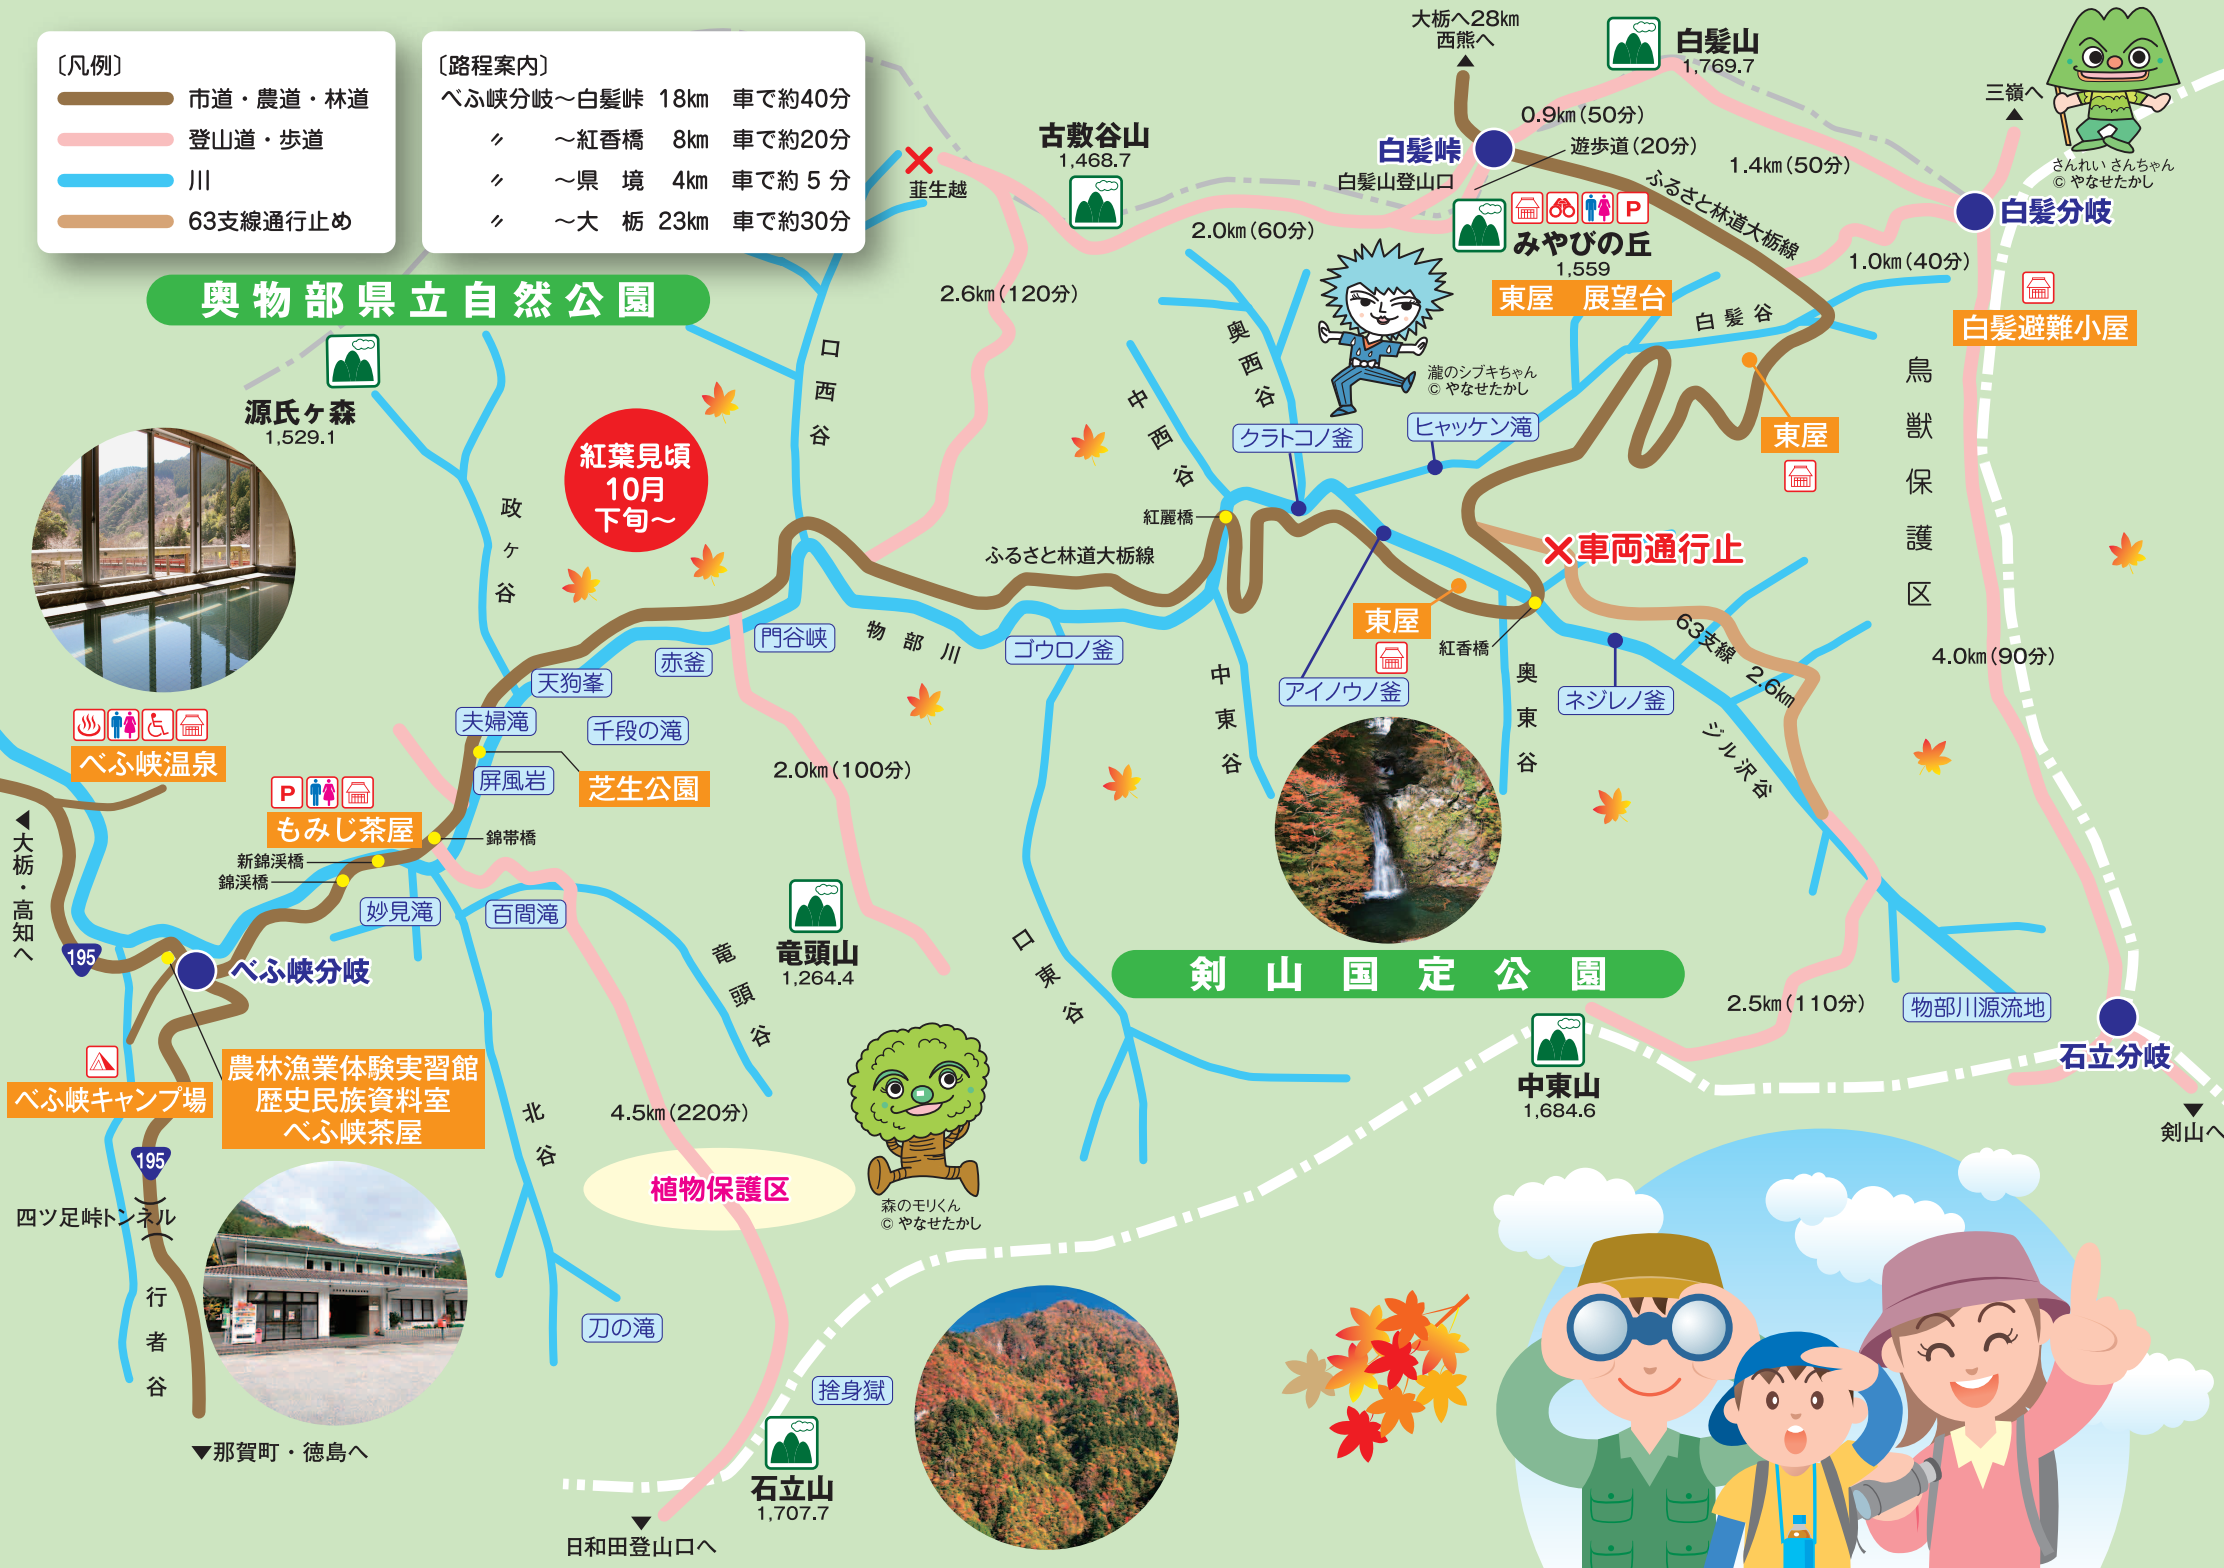 〔凡例〕
市道・農道・林道
登山道・歩道
川
63支線通行止め
〔路程案内〕
べふ峡分岐～白髪峠 18km 車で約40分
〃 ～紅香橋 8km 車で約20分
〃 ～県 境 4km 車で約 5 分
〃 ～大 栃 23km 車で約30分
大栃へ28km
西熊へ
白髪山
1,769.7
三嶺へ
さんれい さんちゃん
© やなせたかし
古敷谷山
1,468.7
韮生越
白髪峠
白髪山登山口
0.9km(50分)
遊歩道(20分)
1.4km(50分)
ふるさと林道大栃線
白髪分岐
P
みやびの丘
1,559
東屋 展望台
2.0km(60分)
1.0km(40分)
白髪避難小屋
奥物部県立自然公園
源氏ヶ森
1,529.1
2.6km(120分)
口西谷
奥西谷
中西谷
瀧のシブキちゃん
© やなせたかし
白髪谷
東屋
鳥獣保護区
紅葉見頃
10月
下旬～
政ヶ谷
クラトコノ釜
ヒャッケン滝
紅麗橋
ふるさと林道大栃線
車両通行止
東屋
紅香橋
63支線
2.6km
4.0km(90分)
門谷峡
物部川
ゴウロノ釜
赤釜
天狗峯
夫婦滝
千段の滝
屏風岩
芝生公園
中東谷
アイノウノ釜
奥東谷
ネジレノ釜
ジル沢谷
べふ峡温泉
P
もみじ茶屋
錦帯橋
新錦渓橋
錦渓橋
2.0km(100分)
大栃・高知へ
妙見滝
百間滝
竜頭山
1,264.4
竜頭谷
口東谷
剣山国定公園
195
べふ峡分岐
2.5km(110分)
物部川源流地
石立分岐
中東山
1,684.6
剣山へ
べふ峡キャンプ場
農林漁業体験実習館
歴史民族資料室
べふ峡茶屋
北谷
4.5km(220分)
植物保護区
森のモリくん
© やなせたかし
195
四ツ足峠トンネル
行者谷
刀の滝
捨身獄
那賀町・徳島へ
石立山
1,707.7
日和田登山口へ